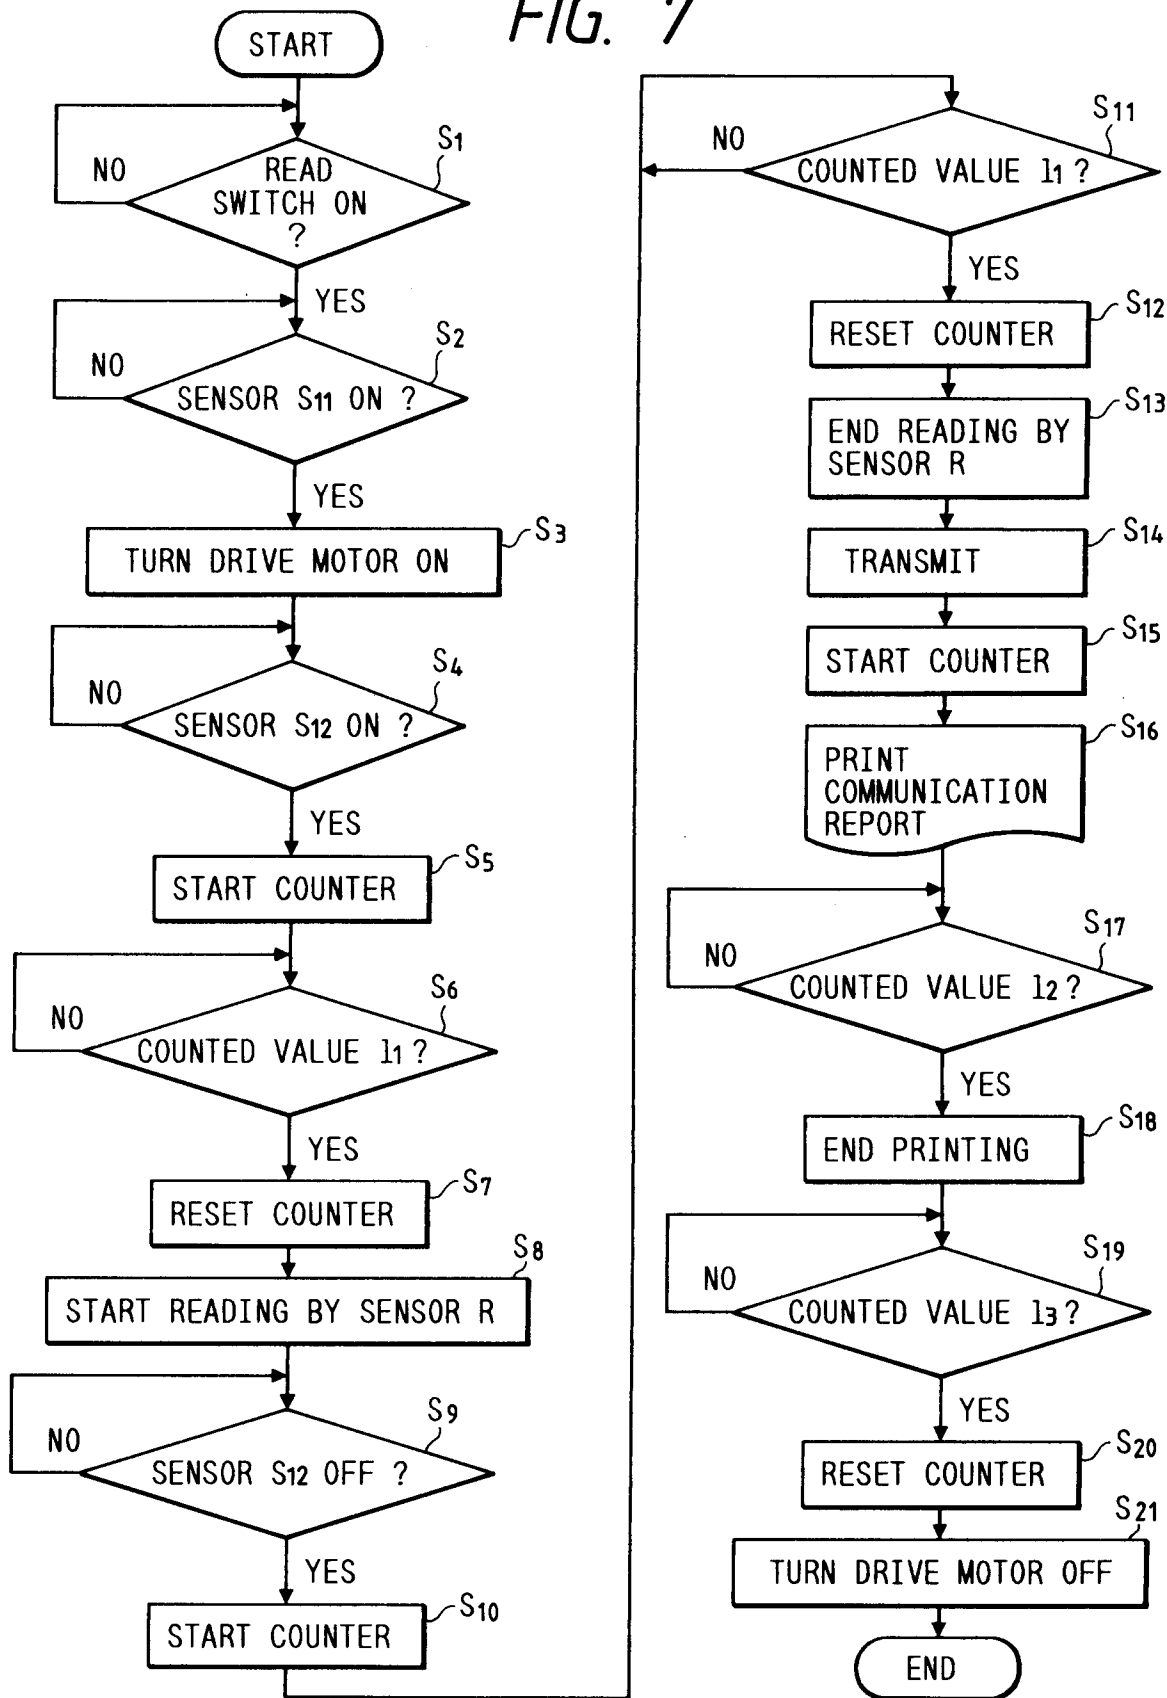 FIG. 7
START
S1
NO
READ
SWITCH ON
?
YES
S2
NO
SENSOR S11 ON ?
YES
S3
TURN DRIVE MOTOR ON
S4
NO
SENSOR S12 ON ?
YES
S5
START COUNTER
S6
NO
COUNTED VALUE l1 ?
YES
S7
RESET COUNTER
S8
START READING BY SENSOR R
S9
NO
SENSOR S12 OFF ?
YES
S10
START COUNTER
S11
NO
COUNTED VALUE l1 ?
YES
S12
RESET COUNTER
S13
END READING BY
SENSOR R
S14
TRANSMIT
S15
START COUNTER
S16
PRINT
COMMUNICATION
REPORT
S17
NO
COUNTED VALUE l2 ?
YES
S18
END PRINTING
S19
NO
COUNTED VALUE l3 ?
YES
S20
RESET COUNTER
S21
TURN DRIVE MOTOR OFF
END